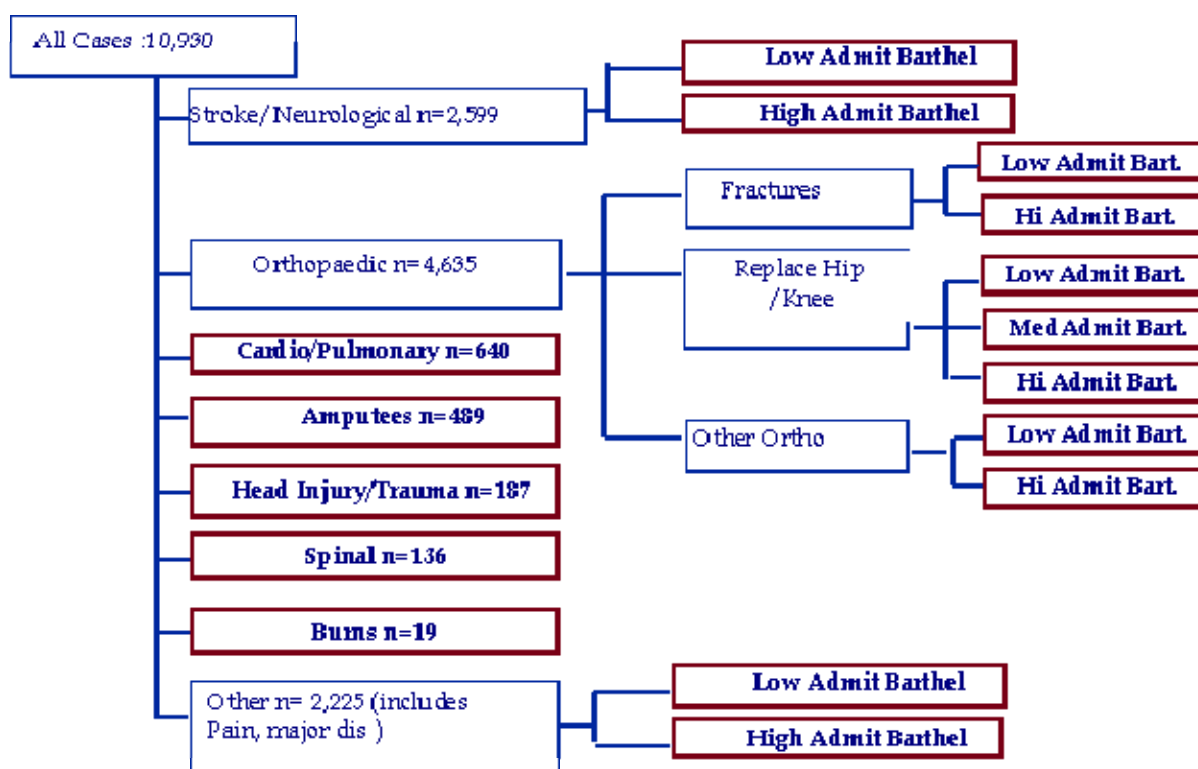 All Cases :10,930
Stroke/Neurological n=2,599
Low Admit Barthel
High Admit Barthel
Orthopaedic n=4,635
Fractures
Low Admit Bart.
Hi Admit Bart.
Replace Hip
/Knee
Low Admit Bart.
Med Admit Bart.
Hi Admit Bart.
Other Ortho
Low Admit Bart.
Hi Admit Bart.
Cardio/Pulmonary n=640
Amputees n=489
Head Injury/Trauma n=187
Spinal n=136
Burns n=19
Other n= 2,225 (includes
Pain, major dis )
Low Admit Barthel
High Admit Barthel